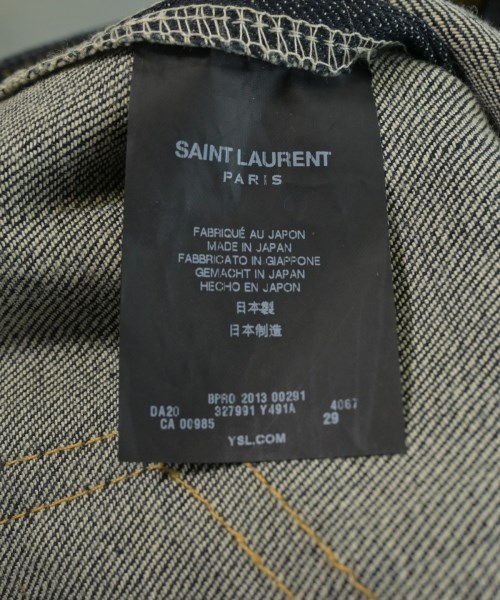 SAINT LAURENT
PARIS
FABRIQUÉ AU JAPON
MADE IN JAPAN
FABBRICATO IN GIAPPONE
GEMACHT IN JAPAN
HECHO EN JAPON
日本製
日本制造
BPRO 2013 00291
DA20 327991 Y491A 4067
CA 00985 29
YSL.COM